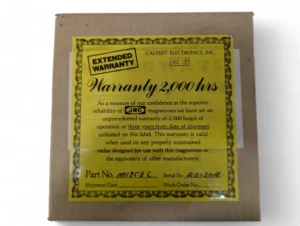 EXTENDED
WARRANTY
CALVERT ELECTRONICS, INC.
Warranty 2,000 hrs
As a measure of our confidence in the superior
reliability of JRC magnetrons we have set an
unprecedented warranty of 2,000 hours of
operation or three years from date of shipment
indicated on this label. This warranty is valid
when used on any properly maintained
radar designed for use with this magnetron or
the equivalent of other manufacturers.
Part No. Serial No.
Shipment Date Work Order No.